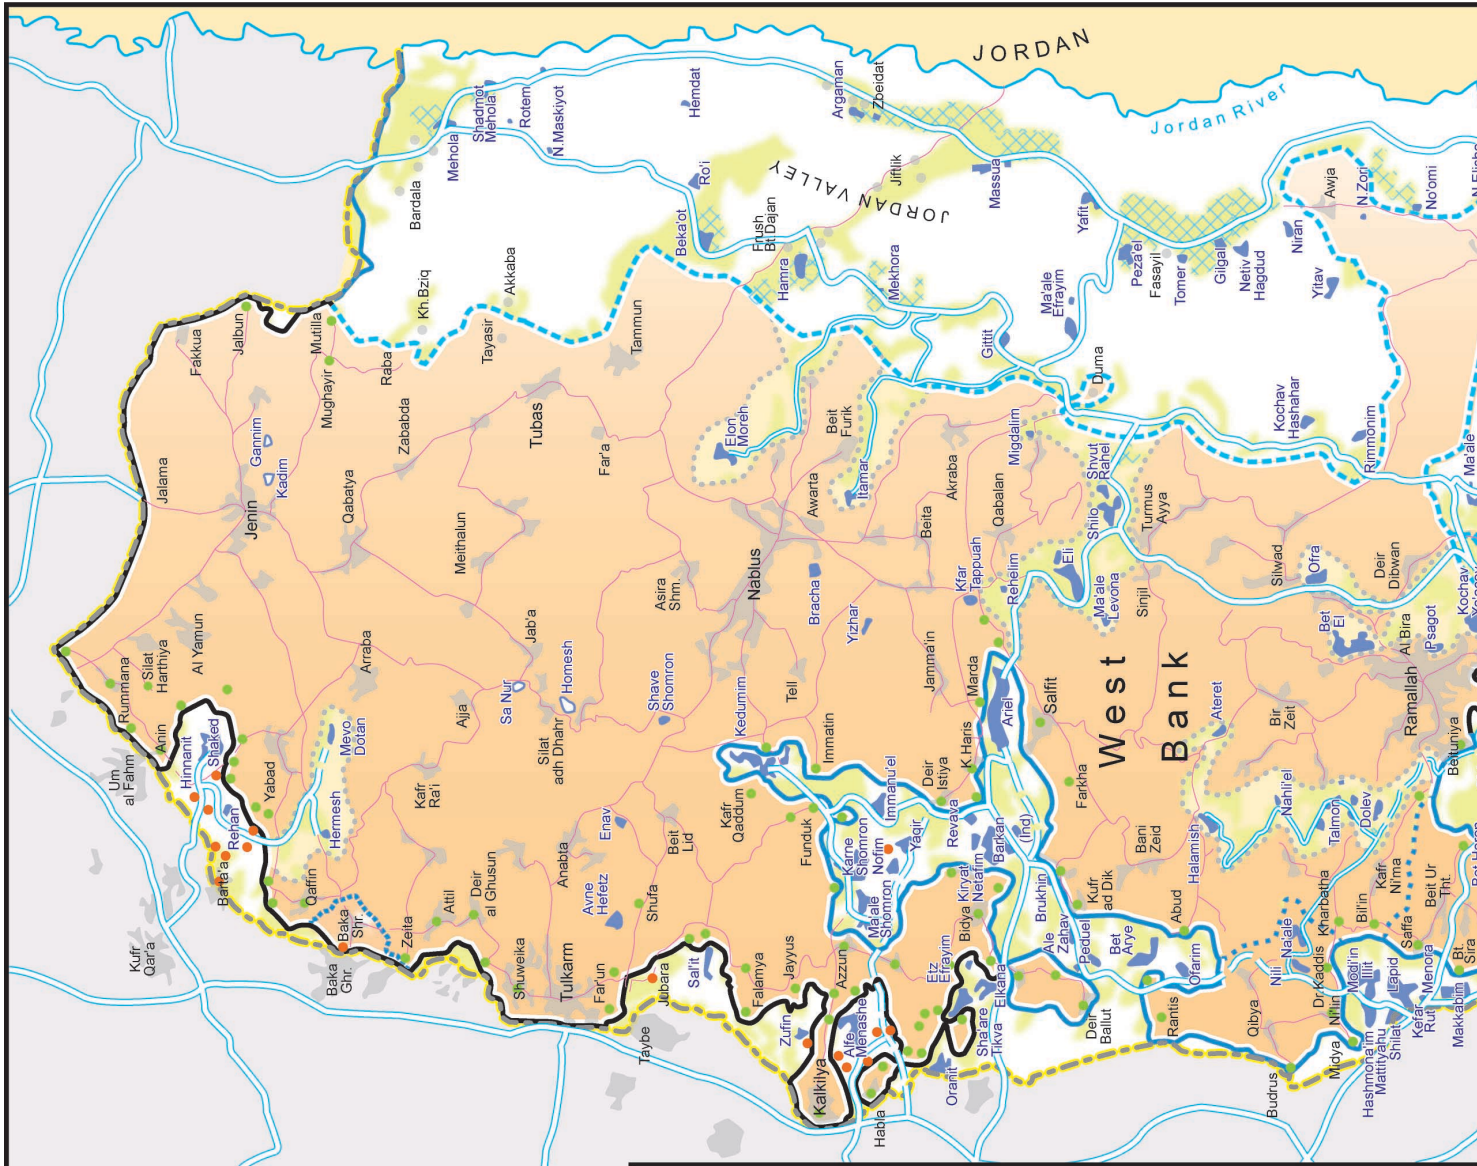 JORDAN
Jordan River
JORDAN VALLEY
West
Bank
Shadmot
Mehola
Mehola
Rotem
N.Maskiyot
Hemdat
Argaman
Zbeidat
Bardala
Ro'i
Jiftlik
Massua
Beka'ot
Frush
Bt.Dajan
Yafit
Awja
N.Zori
No'omi
Niran
Peza'el
Fasayil
Tomer
Gilgal
Netiv
Hagdud
Yitav
Kh.Bziq
Akkaba
Hamra
Mekhora
Ma'ale
Efrayim
Gittit
Duma
Fakkua
Jalbun
Mutilla
Mughayir
Raba
Tayasir
Tammun
Zababda
Tubas
Far'a
Gannim
Kadim
Jalama
Jenin
Qabatya
Meithalun
Elon
Moreh
Beit
Furik
Itamar
Awarta
Migdalim
Akraba
Qabalan
Beita
Shvut
Rahel
Shilo
Turmus
Ayya
Kochav
Hashahar
Rimmonim
Ma'ale
Asira
Shm.
Nablus
Bracha
Yizhar
Kfar
Tappuah
Rehelim
Eli
Ma'ale
Levona
Sinjil
Silwad
Ofra
Deir
Dibwan
Kochav
Bet
El
Al Bira
Psagot
Ramallah
Rummana
Silat
Harthiya
Al Yamun
Arraba
Jab'a
Sa Nur
Homesh
Ajja
Silat
adh Dhahr
Shave
Shomron
Kedumim
Tell
Jamma'in
Marda
Ariel
Salfit
Ateret
Bir
Zeit
Beituniya
Um
al Fahm
Anin
Hinnanit
Shaked
Rehan
Barta'a
Yabad
Mevo
Dotan
Hermesh
Kafr
Ra'i
Kafr
Qaddum
Immatin
Immanu'el
Deir
Istiya
K.Haris
Farkha
Nahli'el
Talmon
Dolev
Enav
Beit
Lid
Funduk
Karne
Shomron
Nofim
Yaqir
Revava
Barkan
(Ind)
Bani
Zeid
Halamish
Qaffin
Baka
Shr.
Attil
Deir
al Ghusun
Anabta
Avne
Hefetz
Shufa
Ma'ale
Shomron
Kiryat
Netafim
Bidya
Brukhin
Kufr
ad Dik
Abud
Kharbatha
Bil'in
Kafr
Ni'ma
Saffa
Beit Ur
Tht.
Kufr
Qar'a
Baka
Ghr.
Zeita
Shuweika
Tulkarm
Far'un
Jubara
Sal'it
Falamya
Jayyus
Azzun
Etz
Efrayim
Elkana
Ale
Zahav
Peduel
Bet
Arye
Ofarim
Nili
Na'ale
Dr.Kaddis
Ni'lin
Modi'in
Illit
Lapid
Menora
Bt.
Sira
Taybe
Zufin
Kalkilya
Alfe
Menashe
Habla
Oranit
Sha'are
Tikva
Deir
Ballut
Rantis
Qibya
Budrus
Midya
Hashmona'im
Mattityahu
Shilat
Kefar
Rut
Makkabim